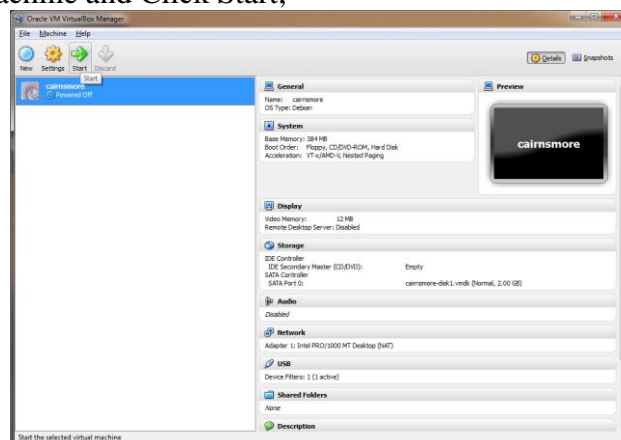 achine and Click Start;
Oracle VM VirtualBox Manager
File Machine Help
New Settings Start Discard
Details Snapshots
Start
cairnsmore
Powered Off
General
Name: cairnsmore
OS Type: Debian
Preview
cairnsmore
System
Base Memory: 384 MB
Boot Order: Floppy, CD/DVD-ROM, Hard Disk
Acceleration: VT-x/AMD-V, Nested Paging
Display
Video Memory: 12 MB
Remote Desktop Server: Disabled
Storage
IDE Controller
IDE Secondary Master (CD/DVD): Empty
SATA Controller
SATA Port 0: cairnsmore-disk1.vmdk (Normal, 2.00 GB)
Audio
Disabled
Network
Adapter 1: Intel PRO/1000 MT Desktop (NAT)
USB
Device Filters: 1 (1 active)
Shared Folders
None
Description
Start the selected virtual machine